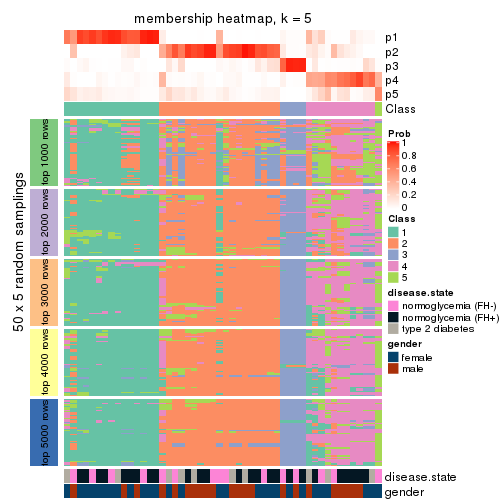 membership heatmap, k = 5
p1
p2
p3
p4
p5
Class
50 x 5 random samplings
top 1000 rows
top 2000 rows
top 3000 rows
top 4000 rows
top 5000 rows
disease.state
gender
Prob
1
0.8
0.6
0.4
0.2
0
Class
1
2
3
4
5
disease.state
normoglycemia (FH-)
normoglycemia (FH+)
type 2 diabetes
gender
female
male